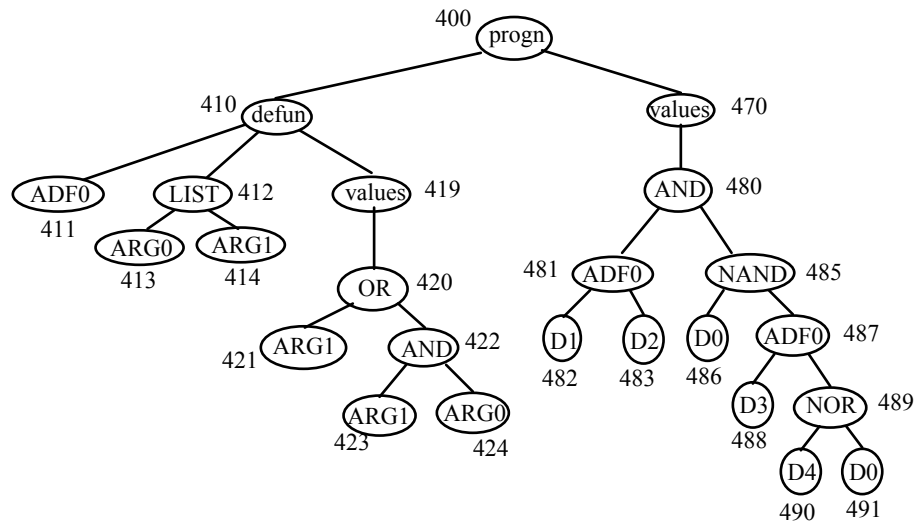 400 progn
410 defun
values 470
ADF0
411
LIST 412
values 419
AND 480
ARG0
413
ARG1
414
OR 420
481 ADF0
NAND 485
421 ARG1
AND 422
D1
482
D2
483
D0
486
ADF0 487
ARG1
423
ARG0
424
D3
488
NOR 489
D4
490
D0
491